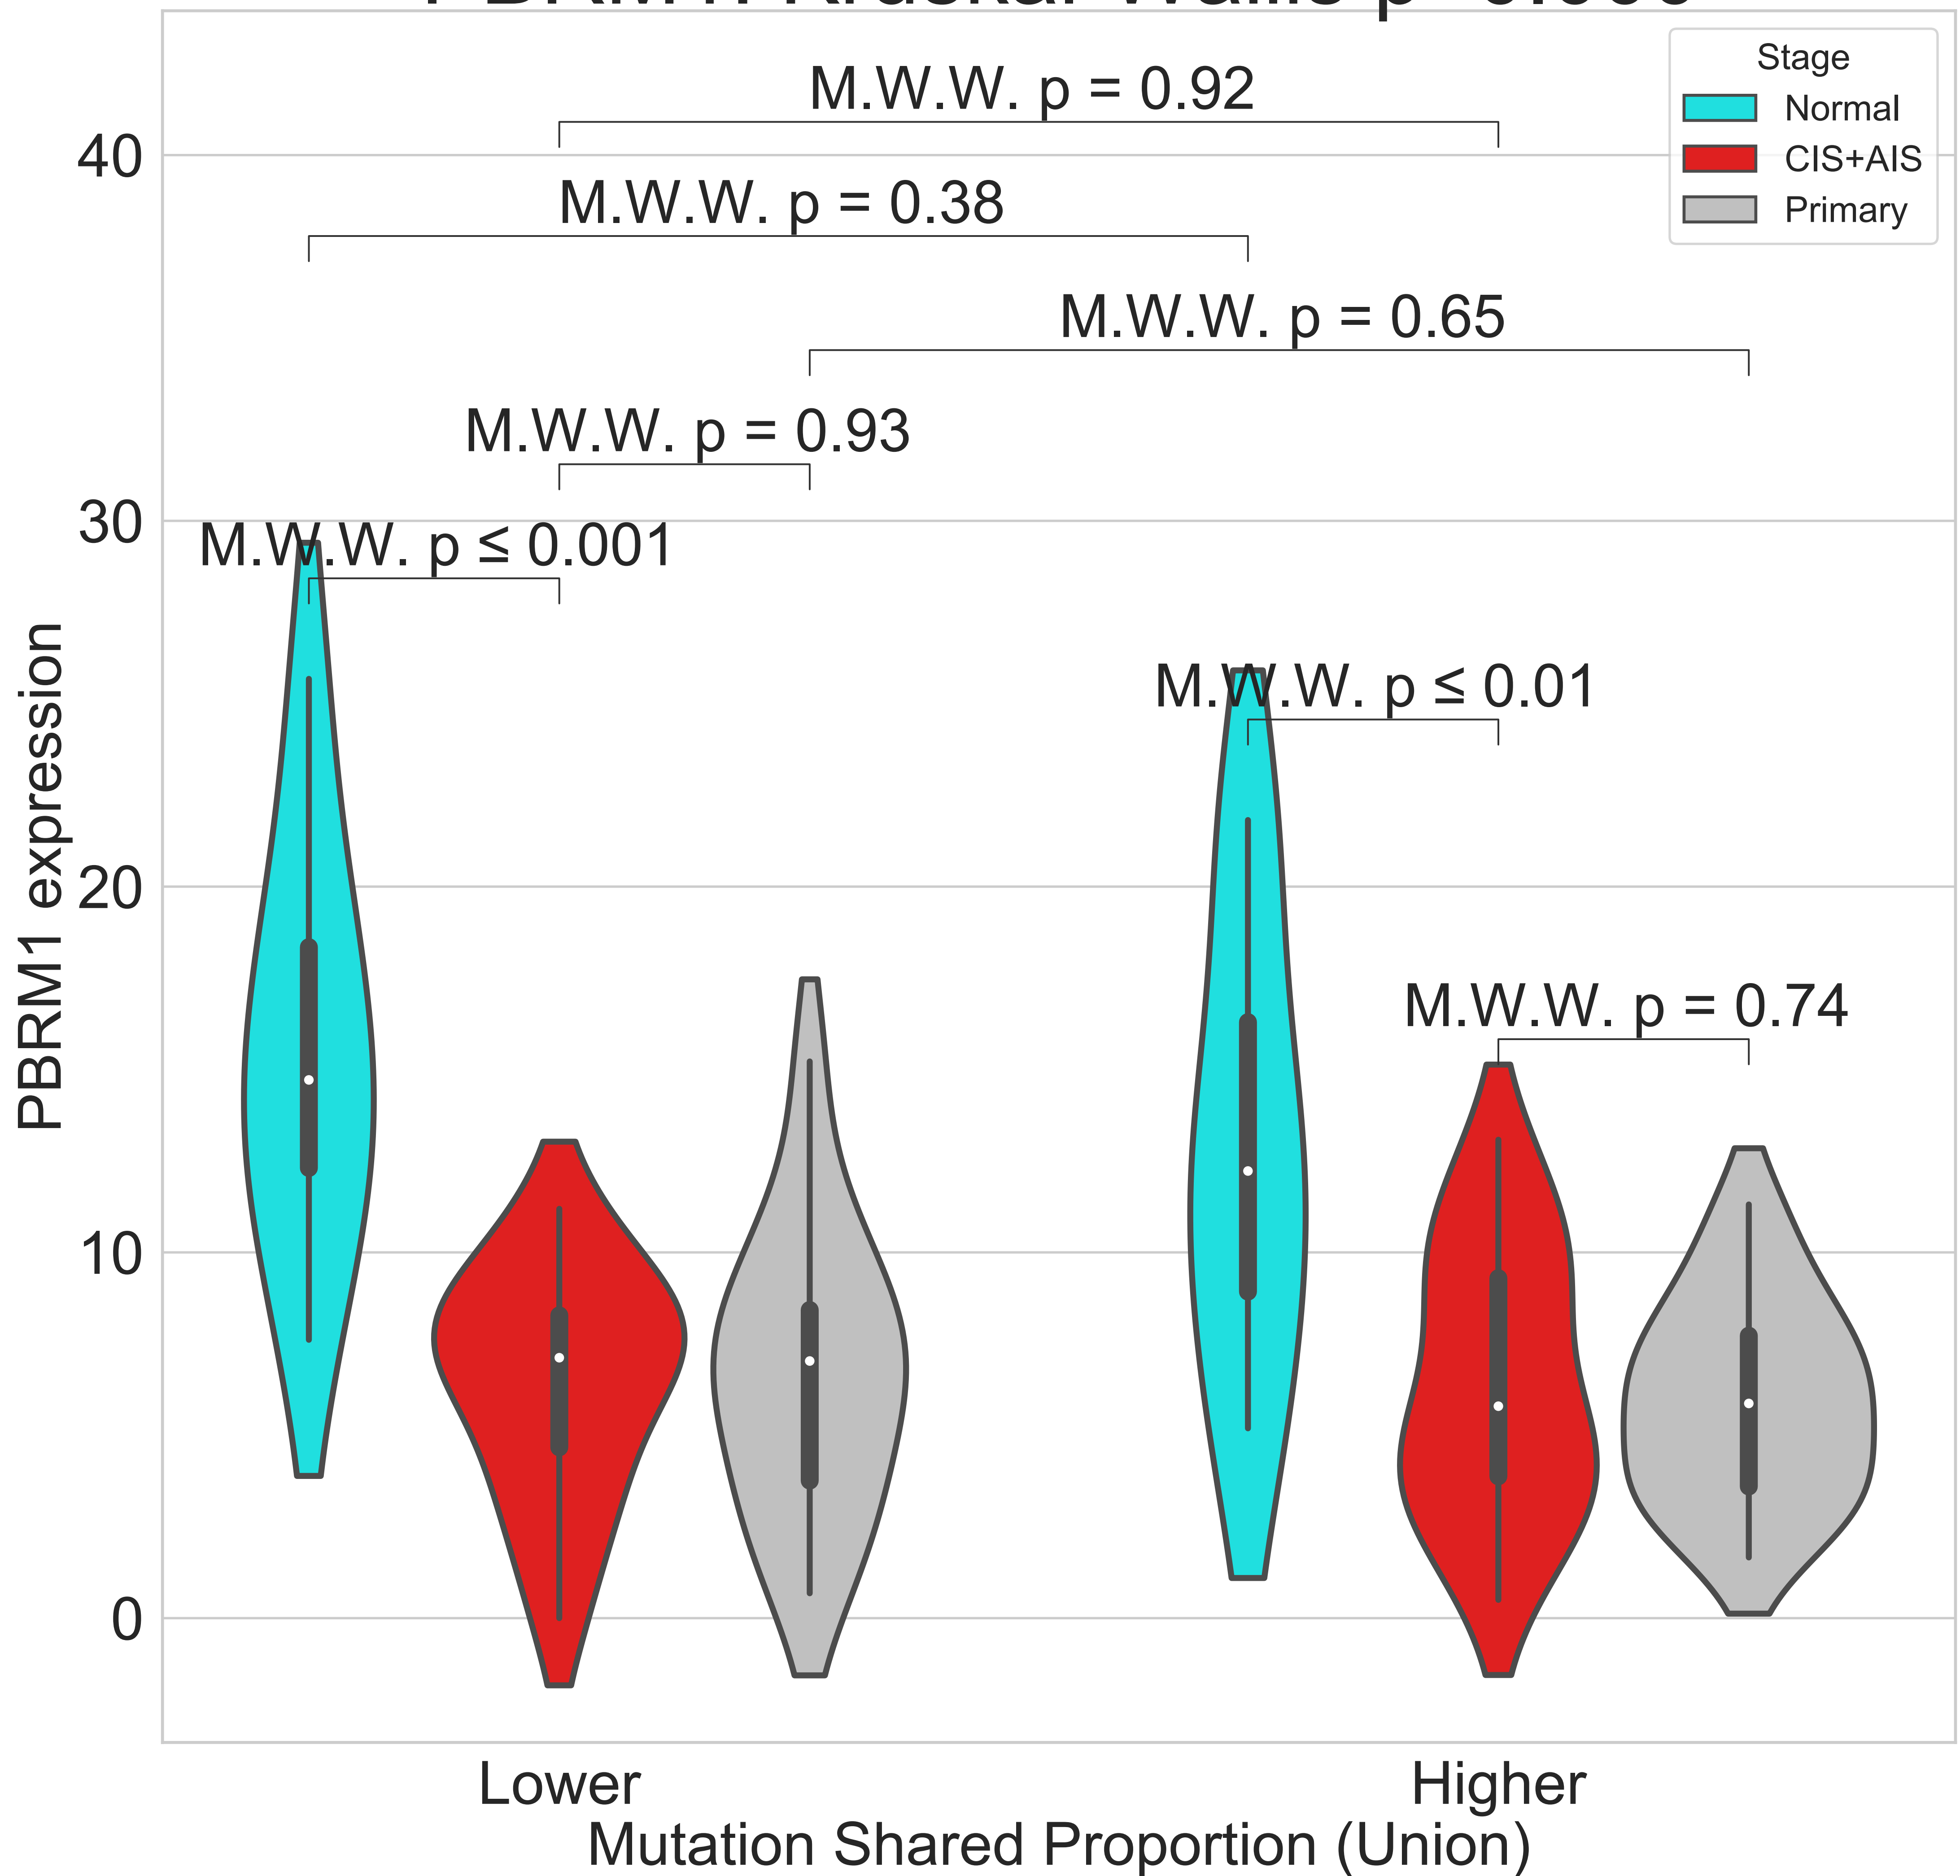 M.W.W. p = 0.92
Stage
Normal
CIS+AIS
Primary
M.W.W. p = 0.38
M.W.W. p = 0.65
M.W.W. p = 0.93
M.W.W. p ≤ 0.001
M.W.W. p ≤ 0.01
M.W.W. p = 0.74
40
30
20
10
0
PBRM1 expression
Lower
Higher
Mutation Shared Proportion (Union)